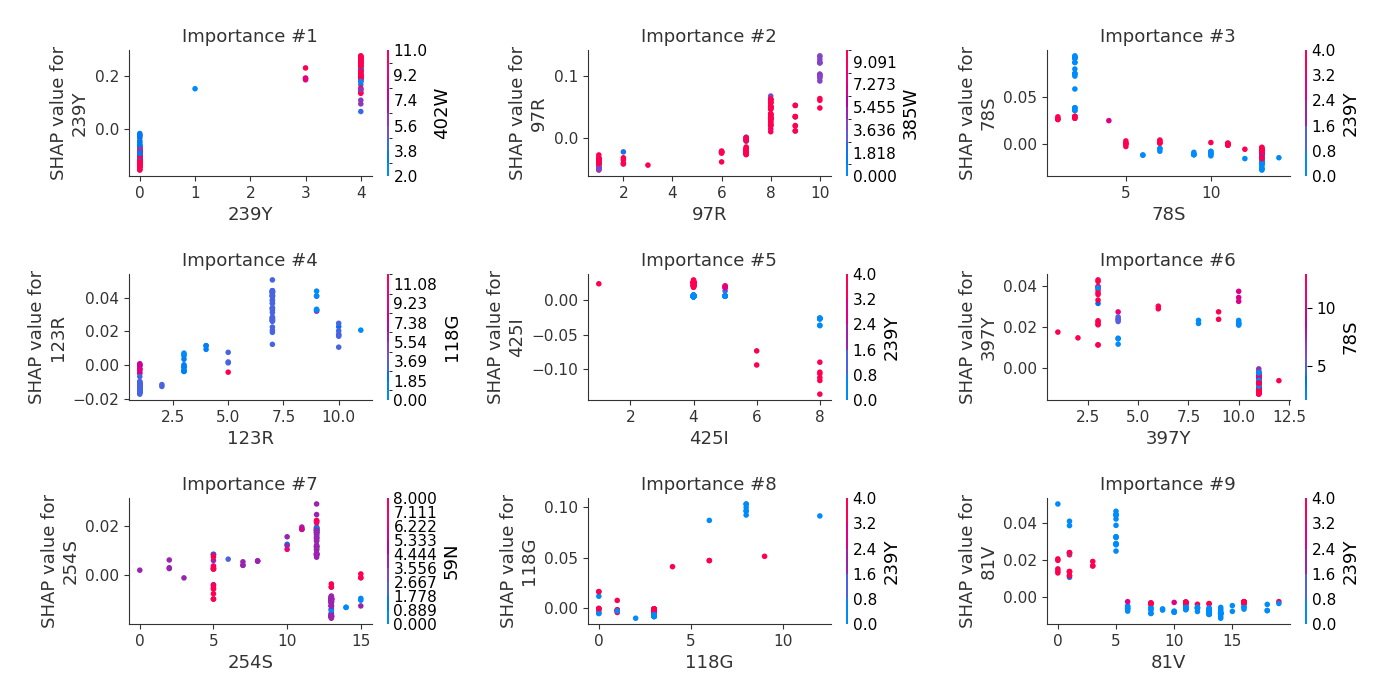 Importance #1
SHAP value for
239Y
0.2
0.0
0
1
2
3
4
239Y
11.0
9.2
7.4
5.6
3.8
2.0
402W
Importance #2
SHAP value for
97R
0.1
0.0
2
4
6
8
10
97R
9.091
7.273
5.455
3.636
1.818
0.000
385W
Importance #3
SHAP value for
78S
0.05
0.00
5
10
78S
4.0
3.2
2.4
1.6
0.8
0.0
239Y
Importance #4
SHAP value for
123R
0.04
0.02
0.00
−0.02
2.5
5.0
7.5
10.0
123R
11.08
9.23
7.38
5.54
3.69
1.85
0.00
118G
Importance #5
SHAP value for
425I
0.00
−0.05
−0.10
2
4
6
8
425I
4.0
3.2
2.4
1.6
0.8
0.0
239Y
Importance #6
SHAP value for
397Y
0.04
0.02
0.00
2.5
5.0
7.5
10.0
12.5
397Y
10
5
78S
Importance #7
SHAP value for
254S
0.02
0.00
0
5
10
15
254S
8.000
7.111
6.222
5.333
4.444
3.556
2.667
1.778
0.889
0.000
59N
Importance #8
SHAP value for
118G
0.10
0.05
0.00
0
5
10
118G
4.0
3.2
2.4
1.6
0.8
0.0
239Y
Importance #9
SHAP value for
81V
0.04
0.02
0.00
0
5
10
15
81V
4.0
3.2
2.4
1.6
0.8
0.0
239Y